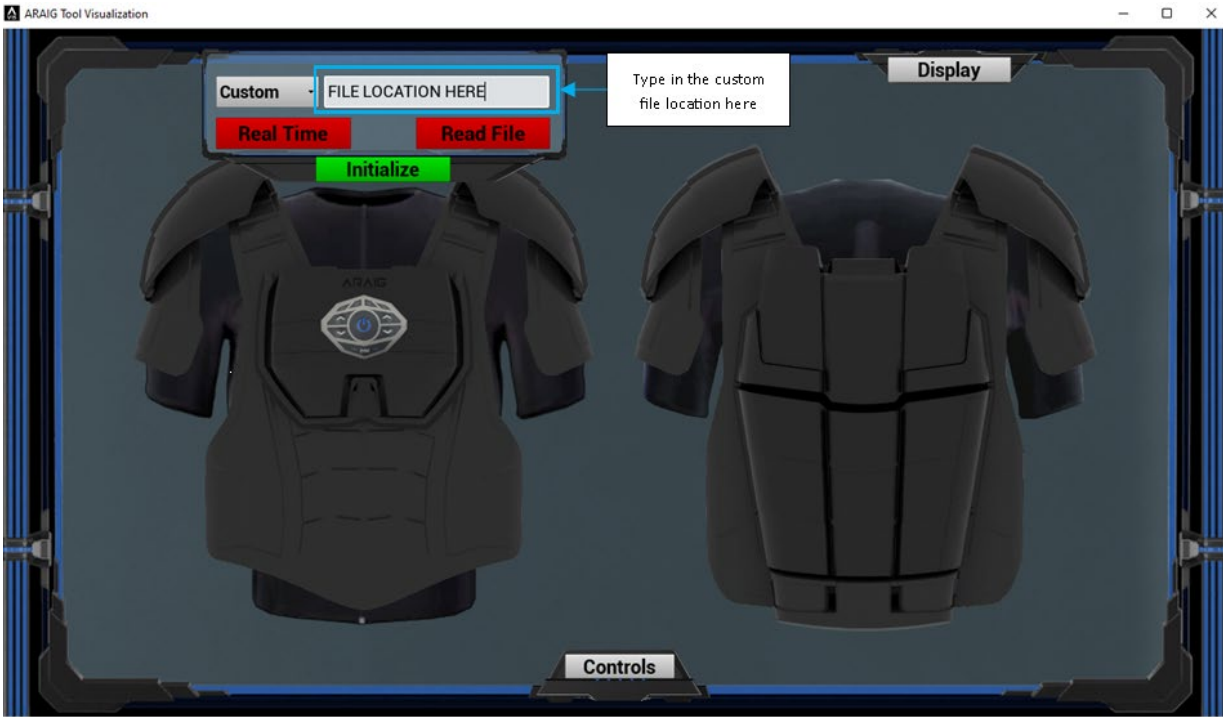 ARAIG Tool Visualization
Custom
FILE LOCATION HERE
Type in the custom
file location here
Display
Real Time
Read File
Initialize
ARAIG
Controls